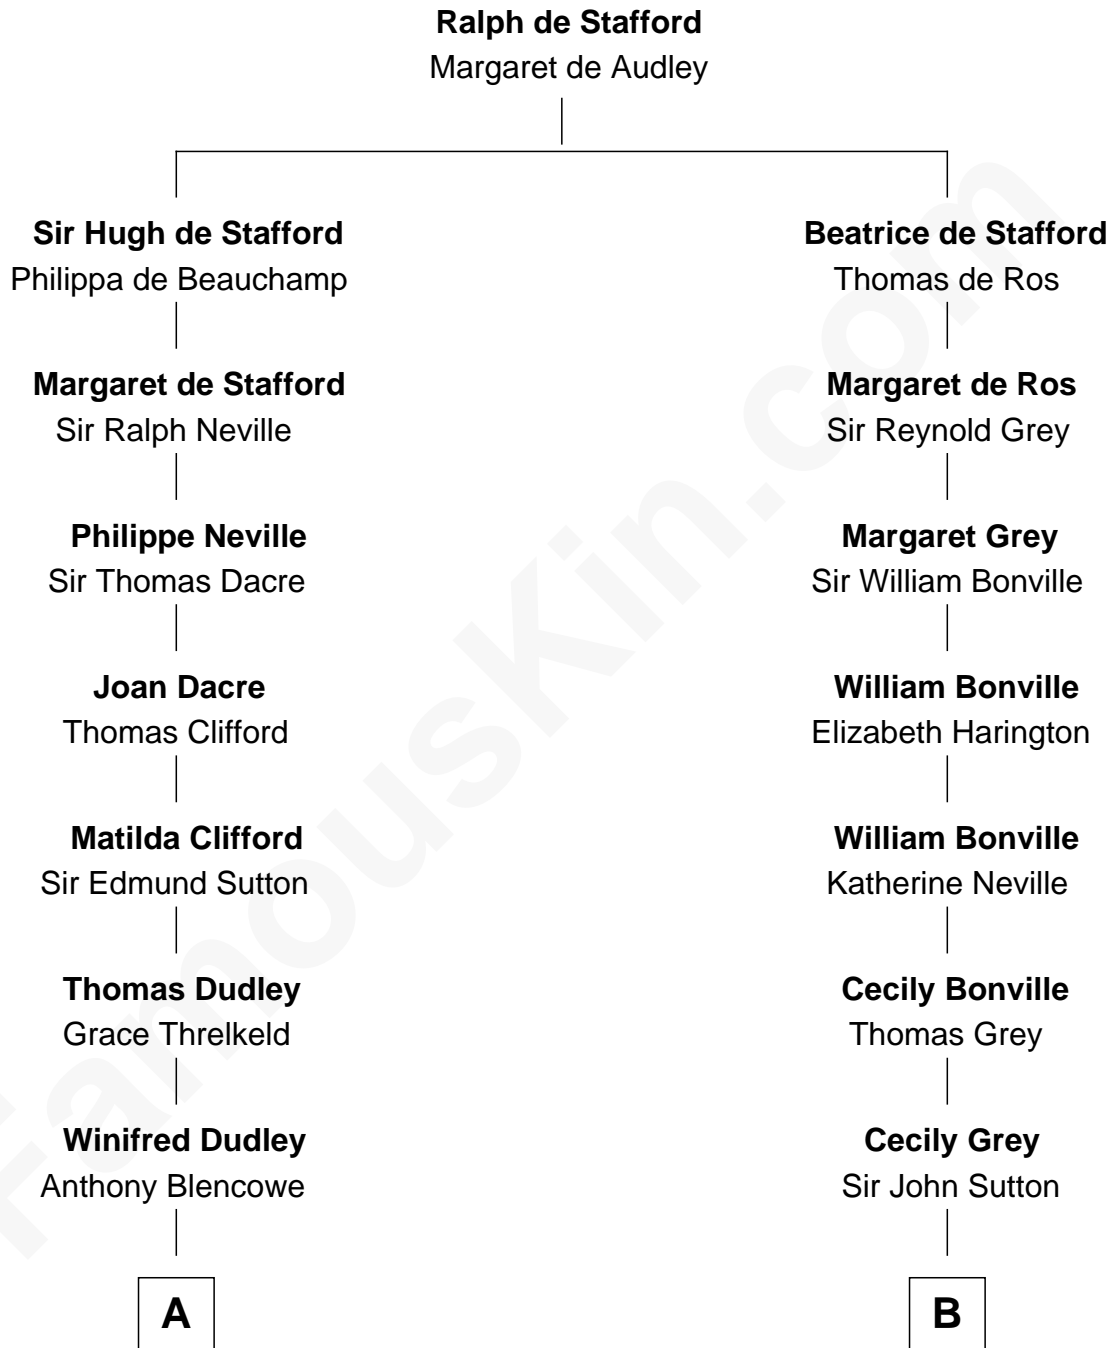 Ralph de Stafford
Margaret de Audley
Sir Hugh de Stafford
Philippa de Beauchamp
Beatrice de Stafford
Thomas de Ros
Margaret de Stafford
Sir Ralph Neville
Margaret de Ros
Sir Reynold Grey
Philippe Neville
Sir Thomas Dacre
Margaret Grey
Sir William Bonville
Joan Dacre
Thomas Clifford
William Bonville
Elizabeth Harington
Matilda Clifford
Sir Edmund Sutton
William Bonville
Katherine Neville
Thomas Dudley
Grace Threlkeld
Cecily Bonville
Thomas Grey
Winifred Dudley
Anthony Blencowe
Cecily Grey
Sir John Sutton
A
B
FamousKin.com